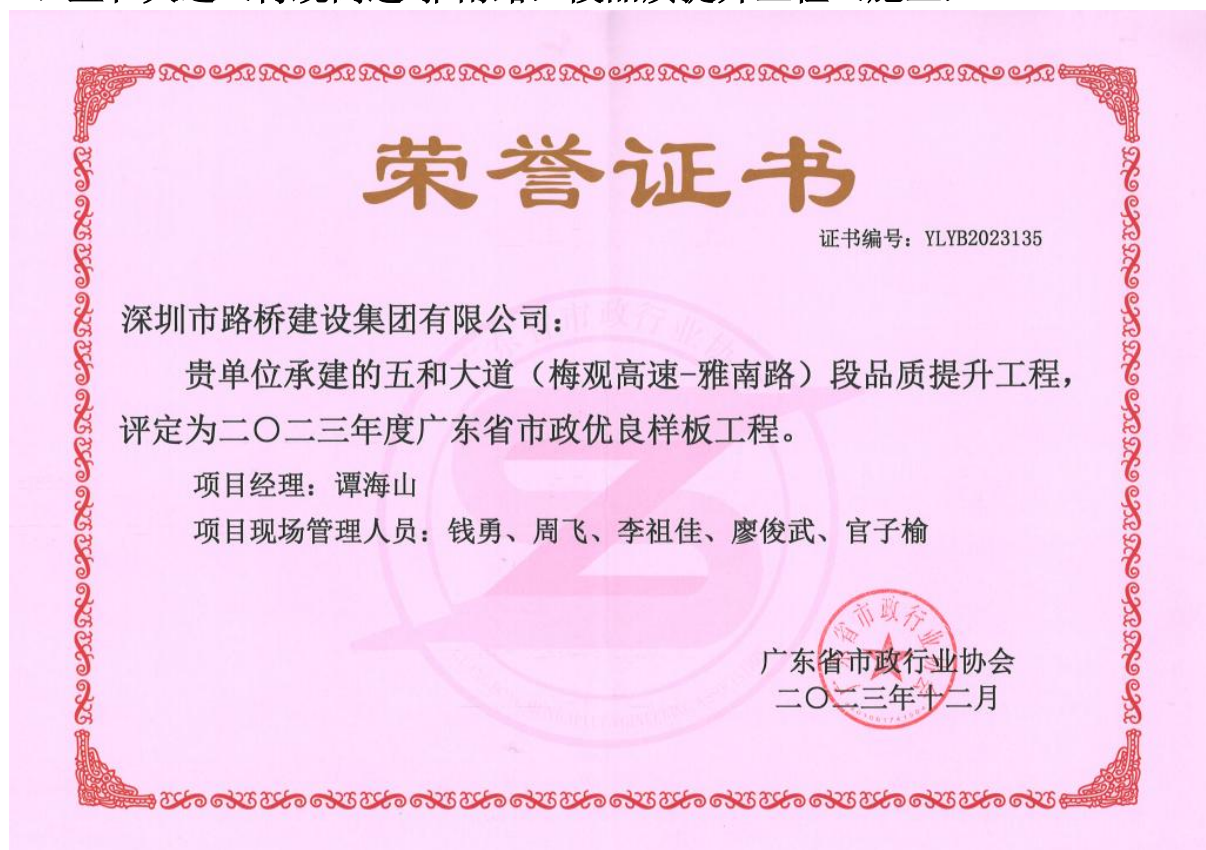 荣誉证书
证书编号：YLYB2023135
深圳市路桥建设集团有限公司：
贵单位承建的五和大道（梅观高速-雅南路）段品质提升工程，
评定为二〇二三年度广东省市政优良样板工程。
项目经理：谭海山
项目现场管理人员：钱勇、周飞、李祖佳、廖俊武、官子榆
广东省市政行业协会
二〇二三年十二月